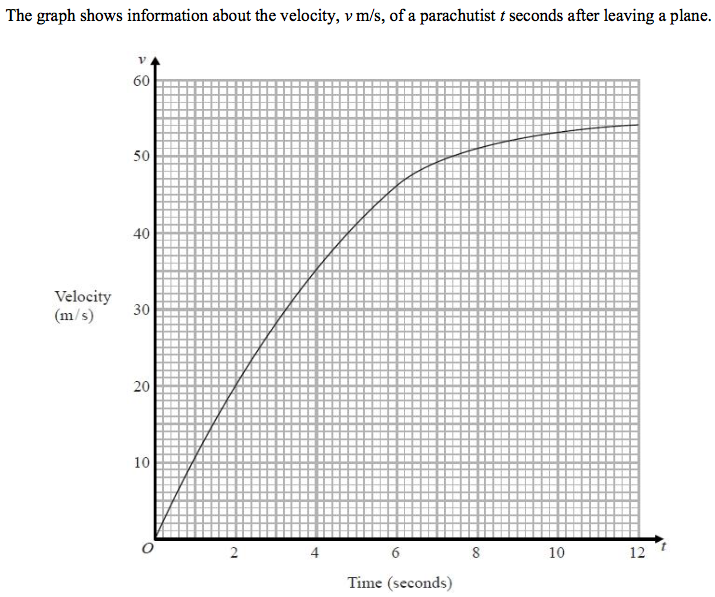 The graph shows information about the velocity, v m/s, of a parachutist t seconds after leaving a plane.
v
60
50
40
Velocity
(m/s)
30
20
10
O
2
4
6
8
10
12
t
Time (seconds)